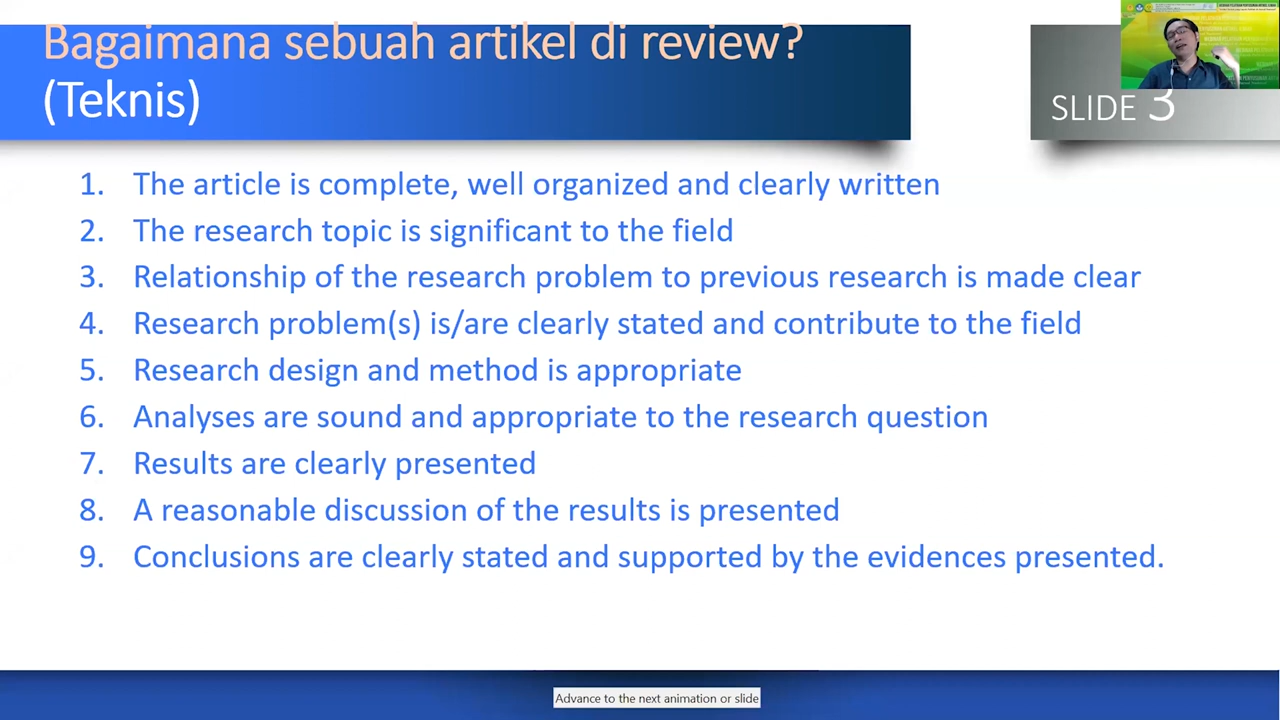 Bagaimana sebuah artikel di review?
(Teknis)
SLIDE 3
1. The article is complete, well organized and clearly written
2. The research topic is significant to the field
3. Relationship of the research problem to previous research is made clear
4. Research problem(s) is/are clearly stated and contribute to the field
5. Research design and method is appropriate
6. Analyses are sound and appropriate to the research question
7. Results are clearly presented
8. A reasonable discussion of the results is presented
9. Conclusions are clearly stated and supported by the evidences presented.
Advance to the next animation or slide